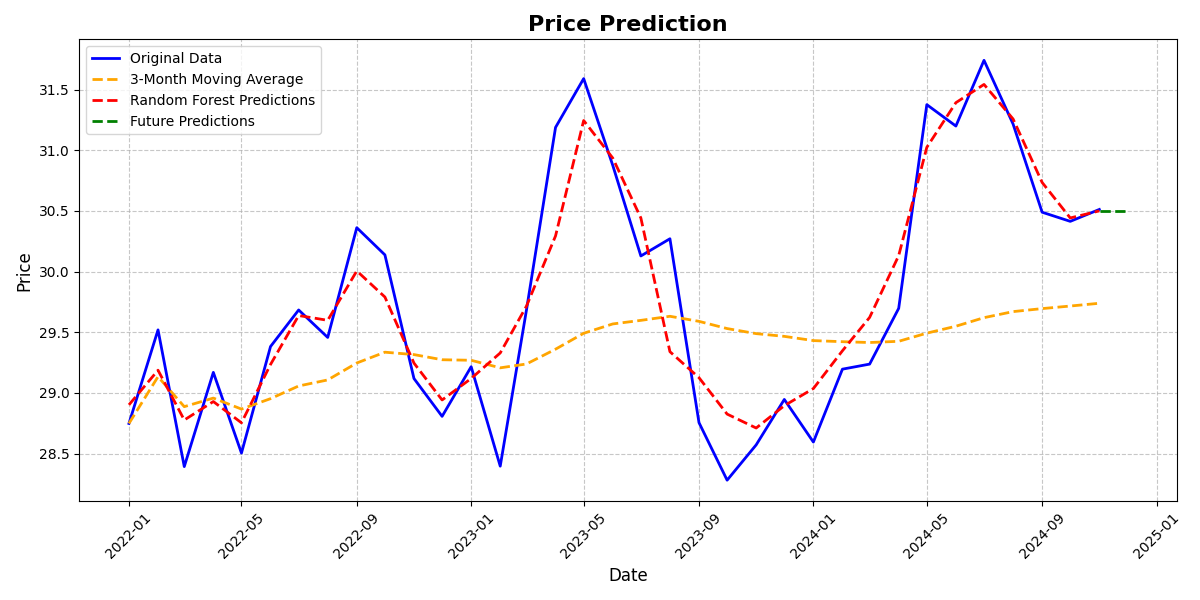 Price Prediction
Original Data
3-Month Moving Average
Random Forest Predictions
Future Predictions
Price
31.5
31.0
30.5
30.0
29.5
29.0
28.5
2022-01
2022-05
2022-09
2023-01
2023-05
2023-09
2024-01
2024-05
2024-09
2025-01
Date